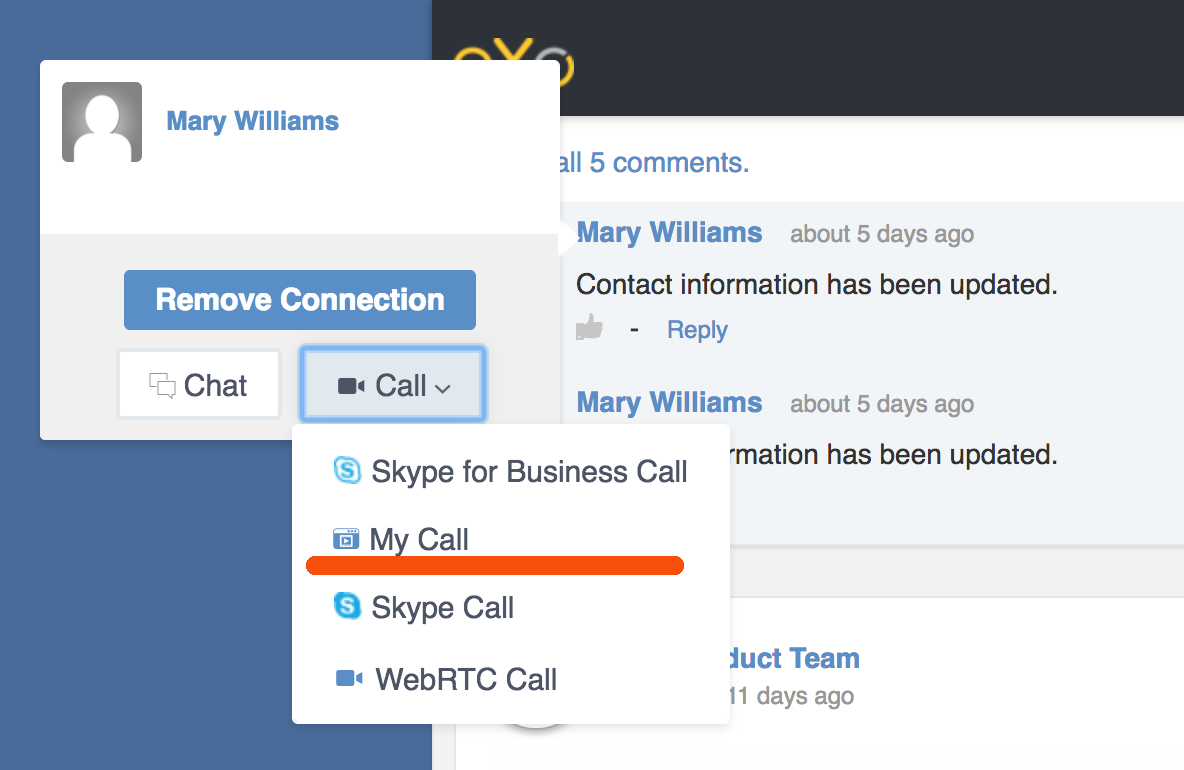 Mary Williams
all 5 comments.
Mary Williams about 5 days ago
Contact information has been updated.
- Reply
Remove Connection
Chat
Call
Mary Williams about 5 days ago
rmation has been updated.
Skype for Business Call
My Call
Skype Call
WebRTC Call
duct Team
11 days ago